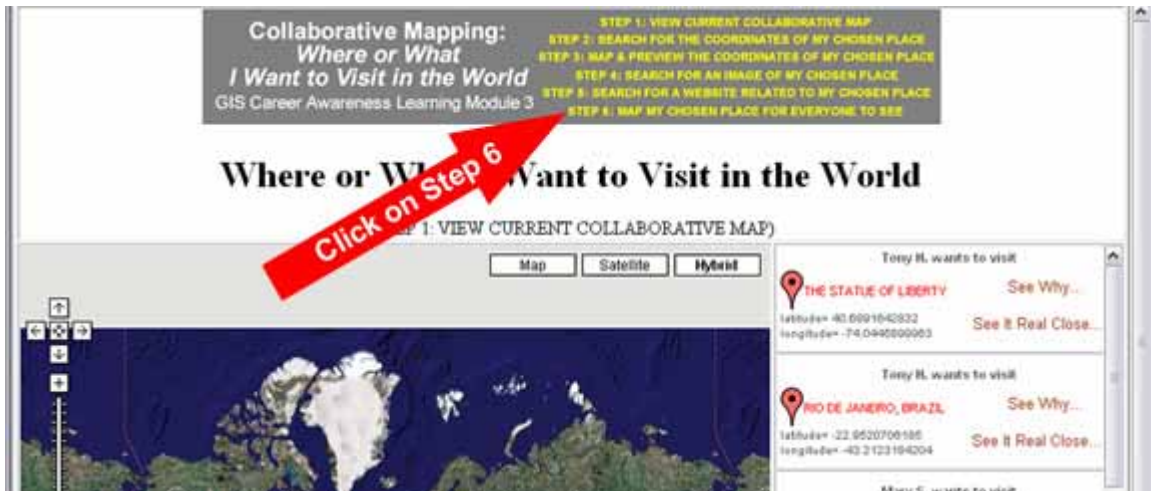 Collaborative Mapping:
Where or What
I Want to Visit in the World
GIS Career Awareness Learning Module 3
STEP 1: VIEW CURRENT COLLABORATIVE MAP
STEP 2: SEARCH FOR THE COORDINATES OF MY CHOSEN PLACE
STEP 3: MAP & PREVIEW THE COORDINATES OF MY CHOSEN PLACE
STEP 4: SEARCH FOR AN IMAGE OF MY CHOSEN PLACE
STEP 5: SEARCH FOR A WEBSITE RELATED TO MY CHOSEN PLACE
STEP 6: MAP MY CHOSEN PLACE FOR EVERYONE TO SEE
Click on Step 6
Where or W Want to Visit in the World
P 1: VIEW CURRENT COLLABORATIVE MAP)
Map Satellite Hybrid
Tony H. wants to visit
THE STATUE OF LIBERTY See Why...
latitude= 40.6891642832
longitude= -74.0446899963
See It Real Close...
Tony H. wants to visit
RIO DE JANEIRO, BRAZIL See Why...
latitude= -22.9520706185
longitude= -43.2123184204
See It Real Close...
Mary S. wants to visit